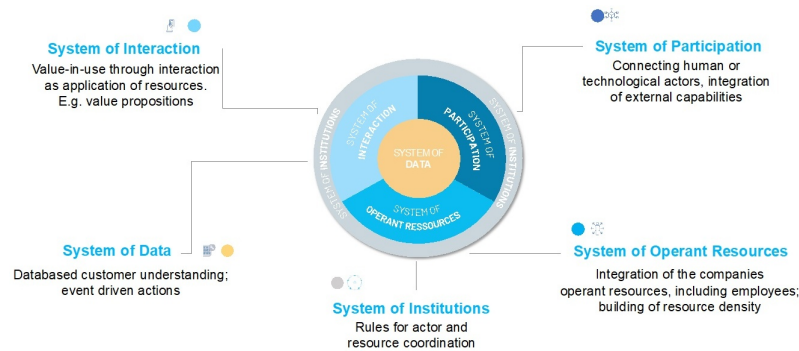 System of Interaction
Value-in-use through interaction
as application of resources.
E.g. value propositions
System of Participation
Connecting human or
technological actors, integration
of external capabilities
SYSTEM OF INSTITUTIONS
SYSTEM OF
INTERACTION
SYSTEM OF
PARTICIPATION
SYSTEM OF INSTITUTIONS
SYSTEM OF
DATA
SYSTEM OF
OPERANT RESSOURCES
System of Data
Databased customer understanding;
event driven actions
System of Operant Resources
Integration of the companies
operant resources, including employees;
building of resource density
System of Institutions
Rules for actor and
resource coordination